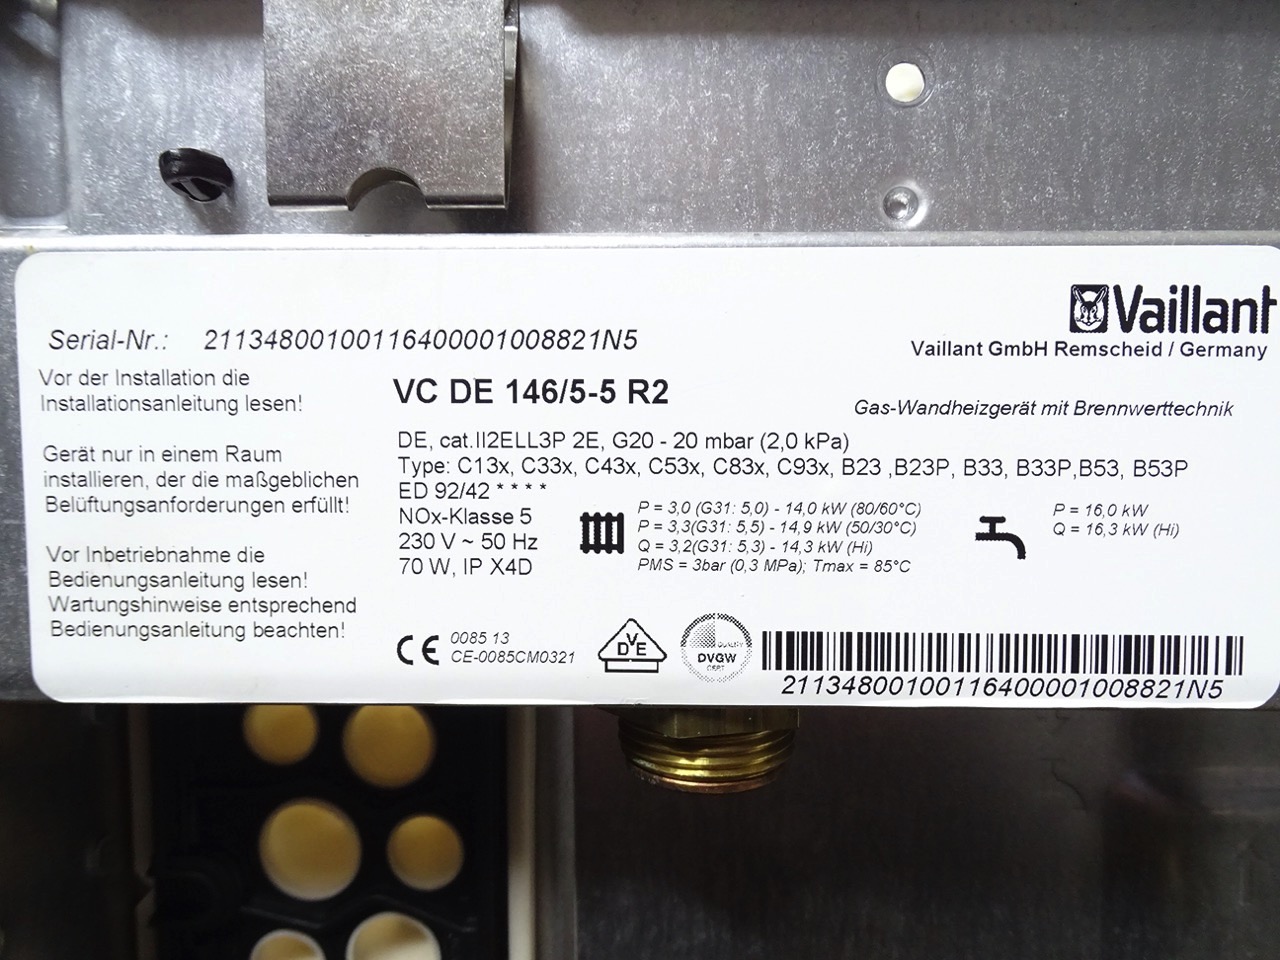 Vaillant
Vaillant GmbH Remscheid / Germany
Serial-Nr.: 21134800100116400001008821N5
Vor der Installation die
Installationsanleitung lesen!
Gerät nur in einem Raum
installieren, der die maßgeblichen
Belüftungsanforderungen erfüllt!
Vor Inbetriebnahme die
Bedienungsanleitung lesen!
Wartungshinweise entsprechend
Bedienungsanleitung beachten!
VC DE 146/5-5 R2
Gas-Wandheizgerät mit Brennwerttechnik
DE, cat.II2ELL3P 2E, G20 - 20 mbar (2,0 kPa)
Type: C13x, C33x, C43x, C53x, C83x, C93x, B23 ,B23P, B33, B33P,B53, B53P
ED 92/42 * * * *
NOx-Klasse 5
230 V ~ 50 Hz
70 W, IP X4D
P = 3,0 (G31: 5,0) - 14,0 kW (80/60°C)
P = 3,3(G31: 5,5) - 14,9 kW (50/30°C)
Q = 3,2(G31: 5,3) - 14,3 kW (Hi)
PMS = 3bar (0,3 MPa); Tmax = 85°C
P = 16,0 kW
Q = 16,3 kW (Hi)
CE 0085 13
CE-0085CM0321
DVE
QUALITY
DVGW
CERT
21134800100116400001008821N5